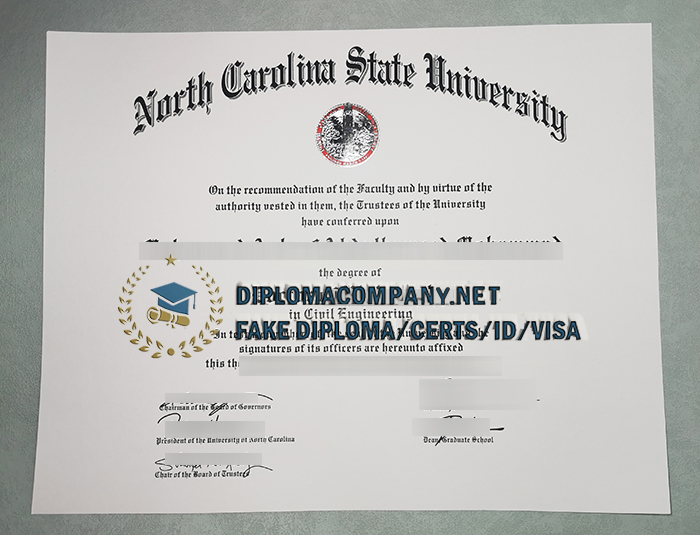 North Carolina State University
On the recommendation of the Faculty and by virtue of the
authority vested in them, the Trustees of the University
have conferred upon
the degree of
DIPLOMACOMPANY.NET
in Civil Engineering
FAKE DIPLOMA/CERTS/ID/VISA
signatures of its officers are hereunto affixed
this
Chairman of the Board of Governors
President of the University of North Carolina
Dean/Graduate School
Chair of the Board of Trustees